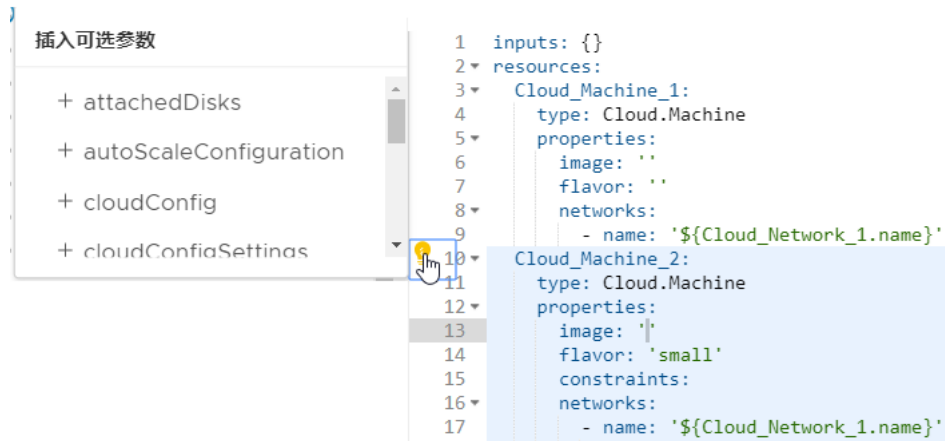 插入可选参数
+ attachedDisks
+ autoScaleConfiguration
+ cloudConfig
+ cloudConfigSettings
1 inputs: {}
2 resources:
3 Cloud_Machine_1:
4 type: Cloud.Machine
5 properties:
6 image: ''
7 flavor: ''
8 networks:
9 - name: '${Cloud_Network_1.name}'
10 Cloud_Machine_2:
11 type: Cloud.Machine
12 properties:
13 image: ''
14 flavor: 'small'
15 constraints:
16 networks:
17 - name: '${Cloud_Network_1.name}'